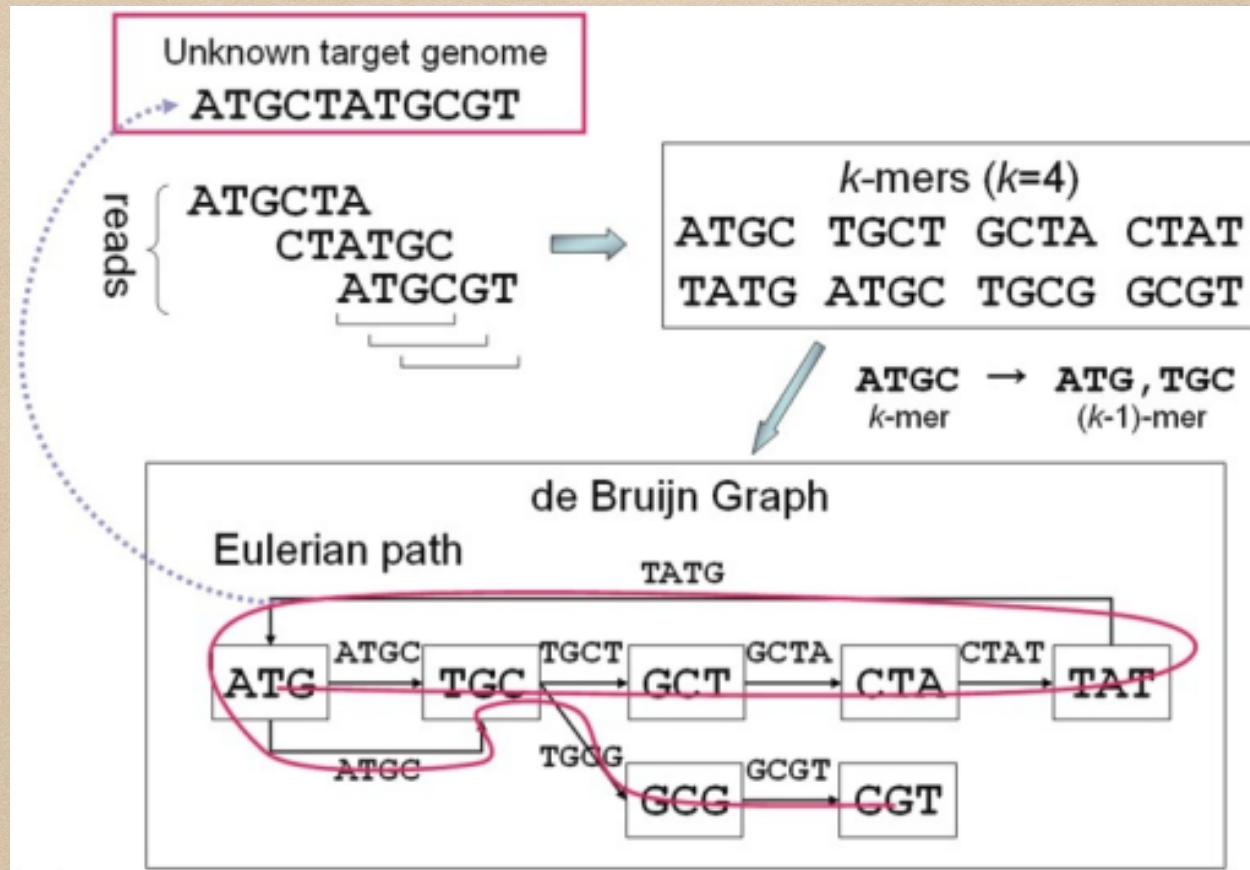 Unknown target genome
ATGCTATGCGT
reads
ATGCTA
CTATGC
ATGCGT
k-mers (k=4)
ATGC TGCT GCTA CTAT
TATG ATGC TGCG GCGT
ATGC → ATG,TGC
k-mer (k-1)-mer
de Bruijn Graph
Eulerian path
TATG
ATGC TGCT GCTA CTAT
ATG TGC GCT CTA TAT
ATGC TGCG GCGT
GCG CGT